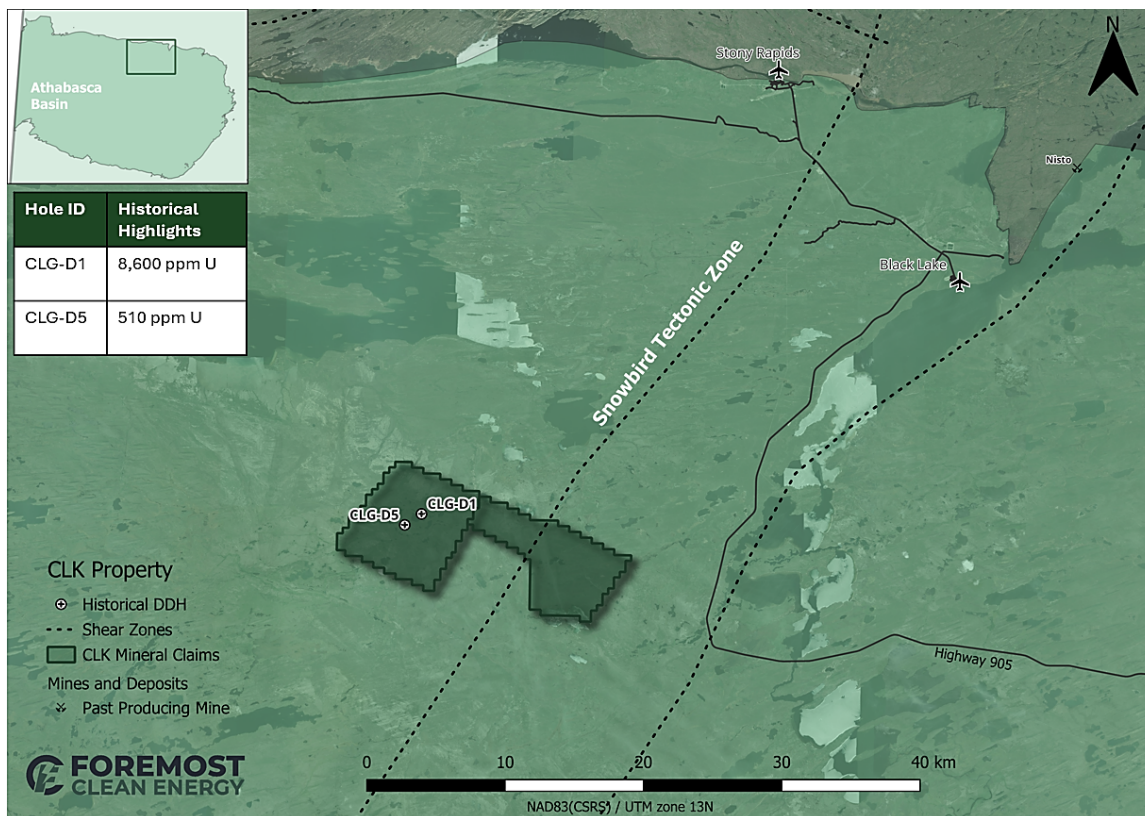 Athabasca
Basin
Stony Rapids
N
Nisto
Hole ID
Historical
Highlights
CLG-D1
8,600 ppm U
CLG-D5
510 ppm U
Black Lake
Snowbird Tectonic Zone
CLG-D5
CLG-D1
CLK Property
Historical DDH
Shear Zones
CLK Mineral Claims
Mines and Deposits
Past Producing Mine
Highway 905
FOREMOST
CLEAN ENERGY
0 10 20 30 40 km
NAD83(CSRS) / UTM zone 13N